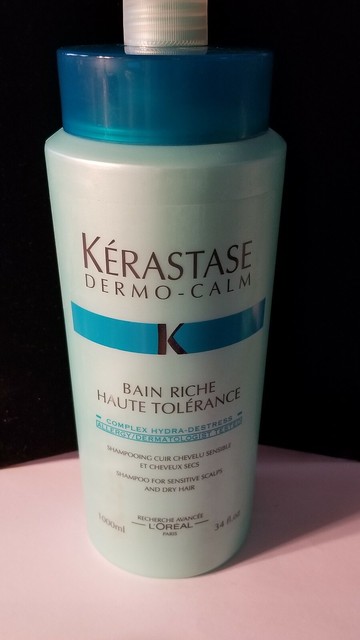 KÉRASTASE
DERMO-CALM
K
BAIN RICHE
HAUTE TOLÉRANCE
COMPLEX HYDRA-DESTRESS
ALLERGY/DERMATOLOGIST TESTED
SHAMPOOING CUIR CHEVELU SENSIBLE
ET CHEVEUX SECS
SHAMPOO FOR SENSITIVE SCALPS
AND DRY HAIR
RECHERCHE AVANCÉE
L'ORÉAL
PARIS
1000ml
34 fl.oz